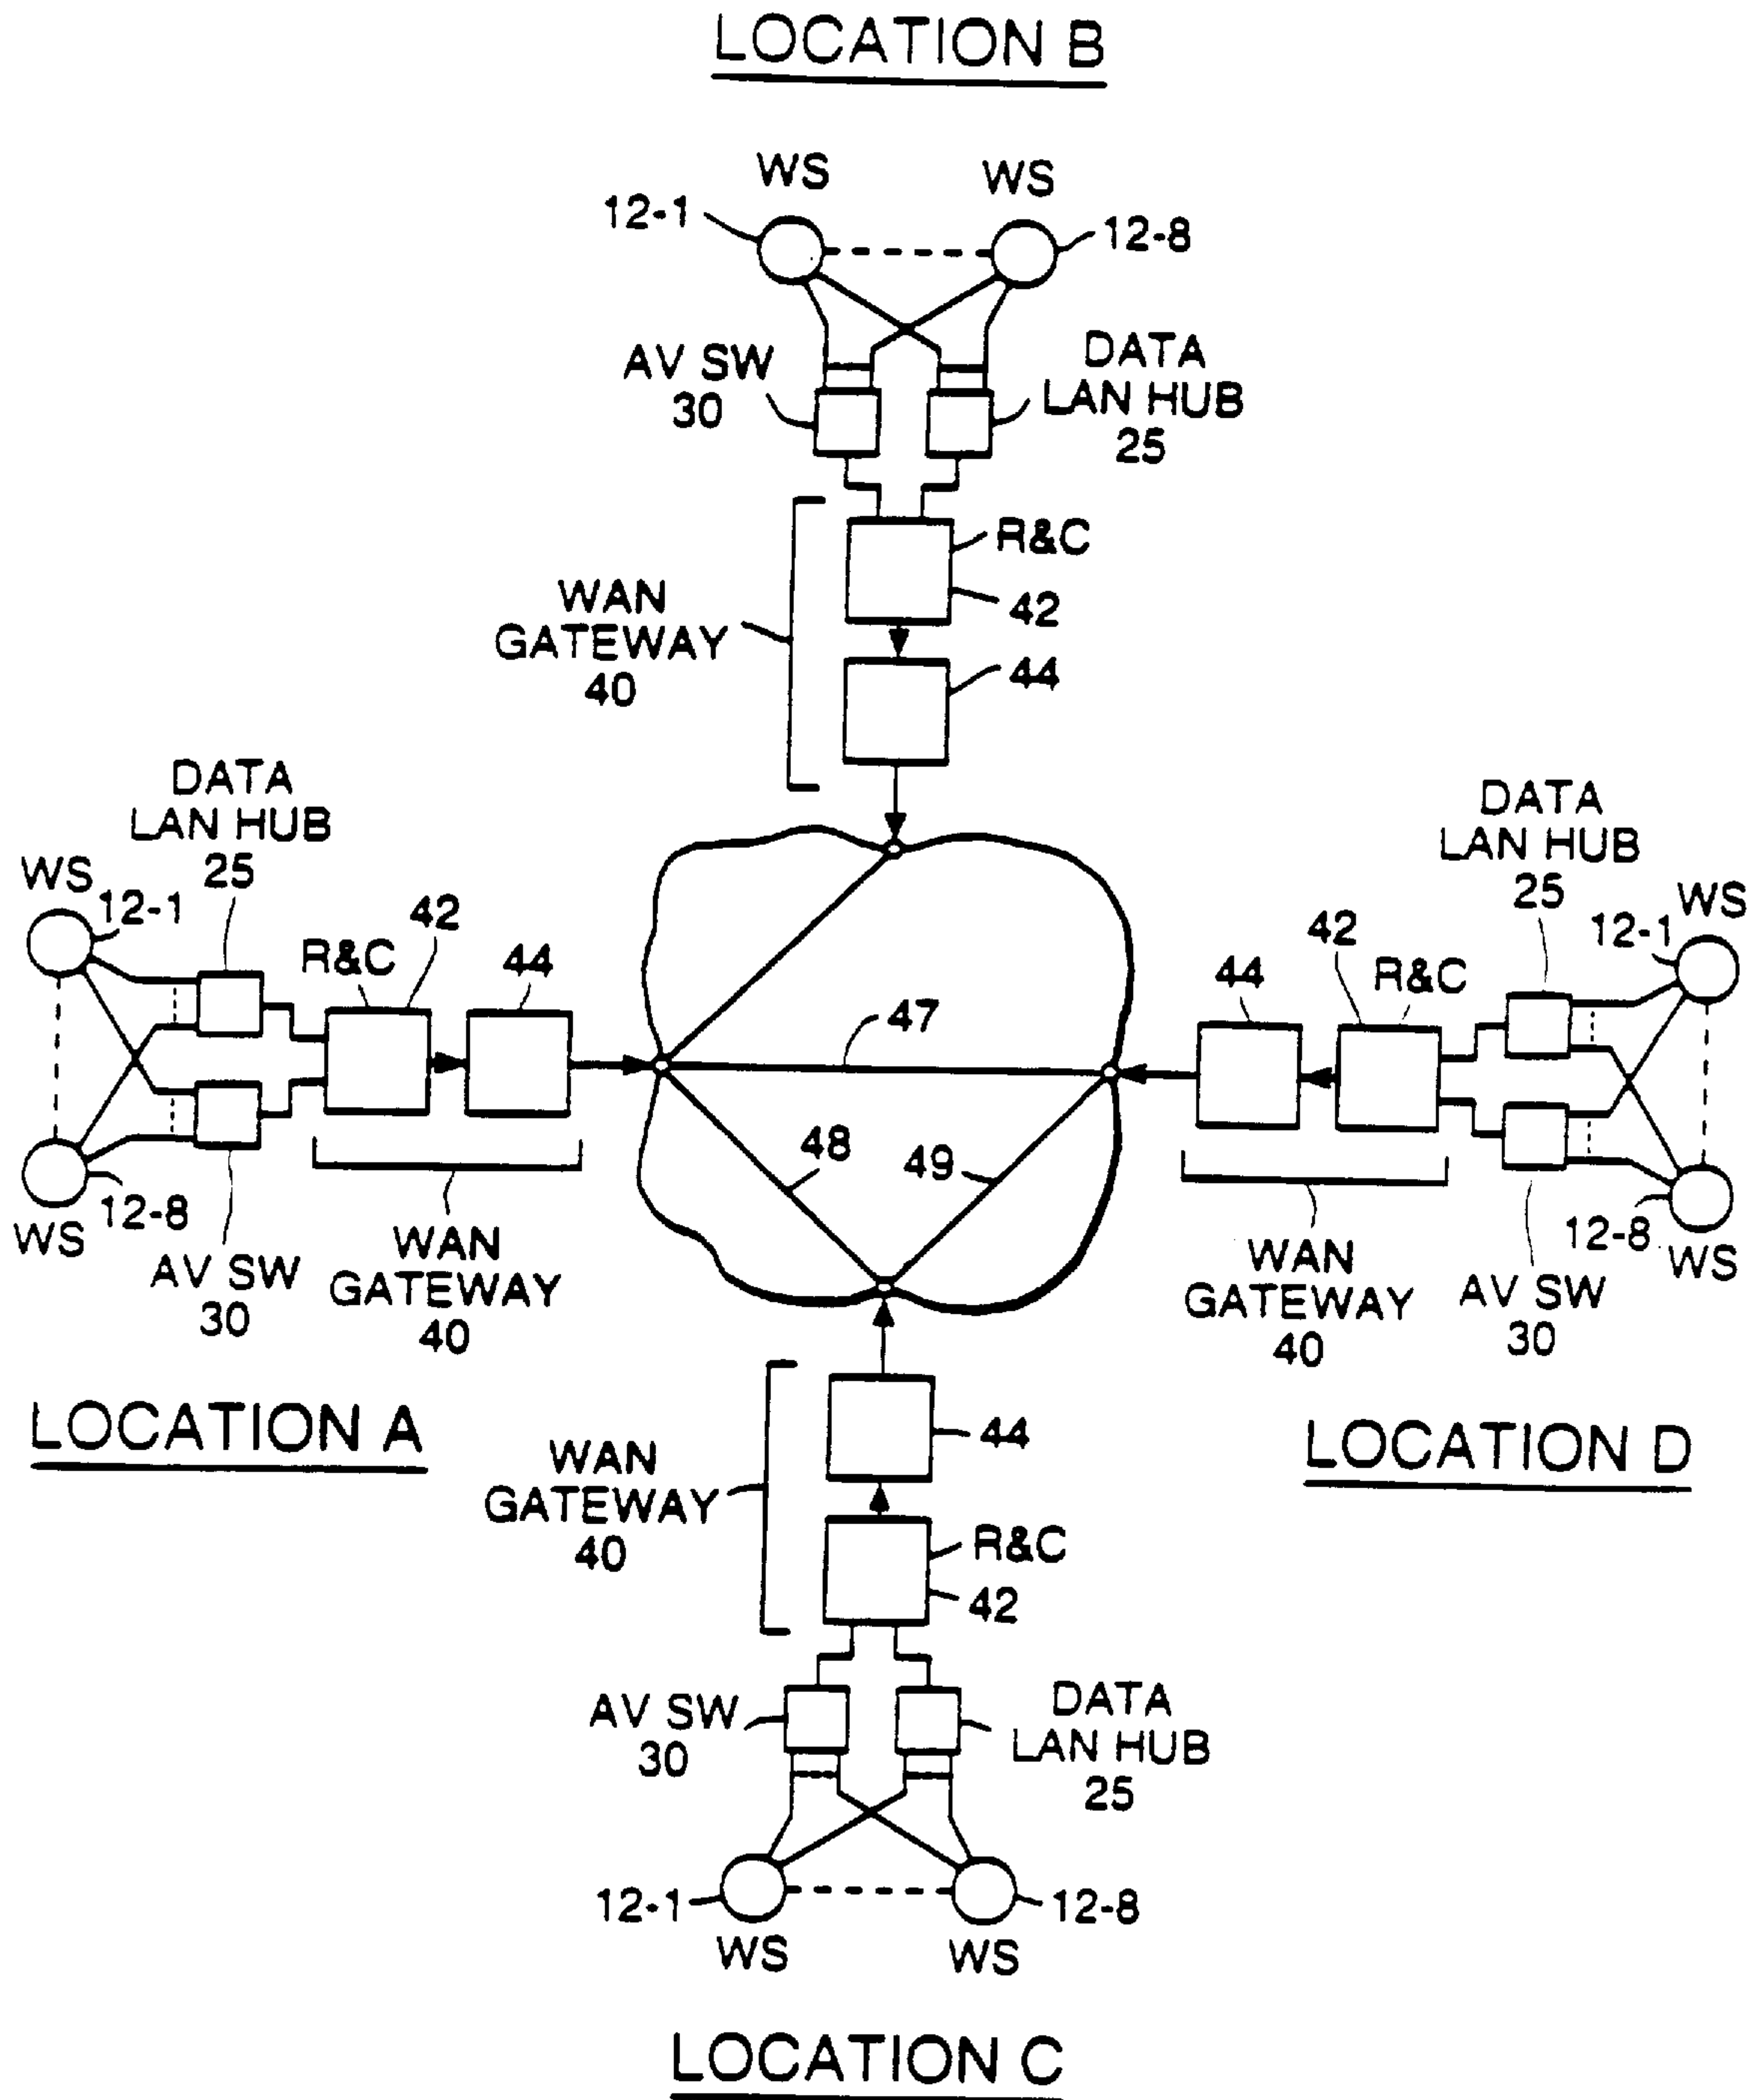 LOCATION B
WS WS
12-1 12-8
AV SW
30
DATA
LAN HUB
25
R&C
42
WAN
GATEWAY
40
44
DATA
LAN HUB
25
WS
12-1
42
R&C
44
12-8
WS
AV SW
30
WAN
GATEWAY
40
LOCATION A
47
48
49
DATA
LAN HUB
25
WS
12-1
42
R&C
44
12-8
WS
WAN
GATEWAY
40
AV SW
30
LOCATION D
44
WAN
GATEWAY
40
R&C
42
AV SW
30
DATA
LAN HUB
25
12-1 12-8
WS WS
LOCATION C